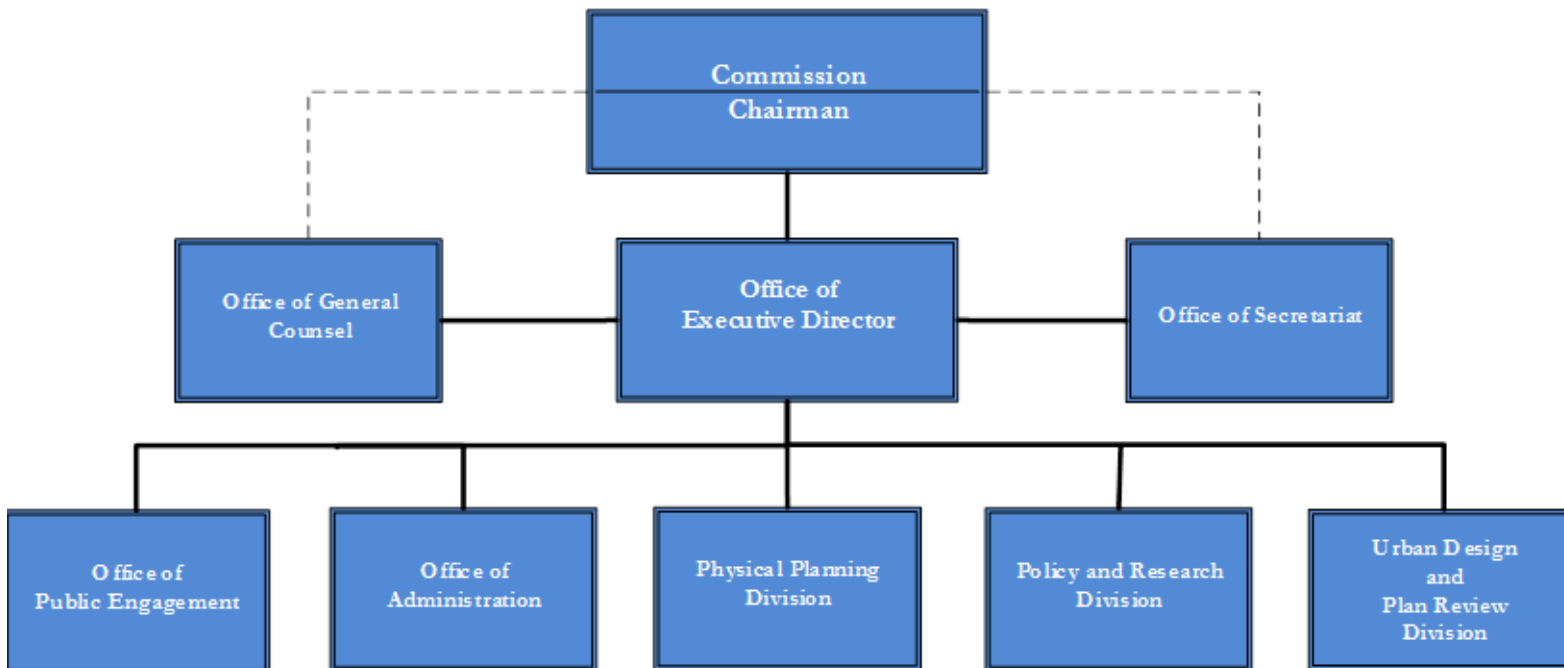 Commission
Chairman
Office of General
Counsel
Office of
Executive Director
Office of Secretariat
Office of
Public Engagement
Office of
Administration
Physical Planning
Division
Policy and Research
Division
Urban Design
and
Plan Review
Division